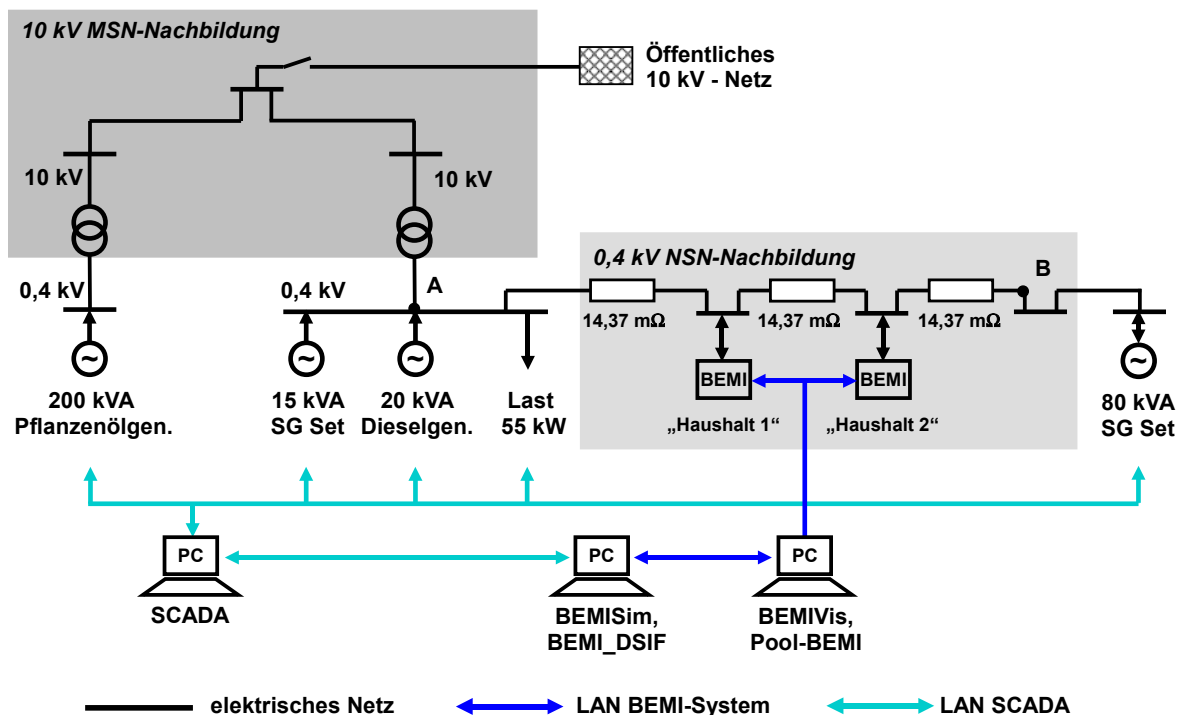 10 kV MSN-Nachbildung
Öffentliches
10 kV - Netz
10 kV
10 kV
0,4 kV NSN-Nachbildung
0,4 kV
0,4 kV
A
B
14,37 mΩ
14,37 mΩ
14,37 mΩ
~
~
~
~
BEMI
BEMI
200 kVA
Pflanzenölgen.
15 kVA
SG Set
20 kVA
Dieselgen.
Last
55 kW
„Haushalt 1“
„Haushalt 2“
80 kVA
SG Set
PC
PC
PC
SCADA
BEMISim,
BEMI_DSIF
BEMIVis,
Pool-BEMI
elektrisches Netz
LAN BEMI-System
LAN SCADA